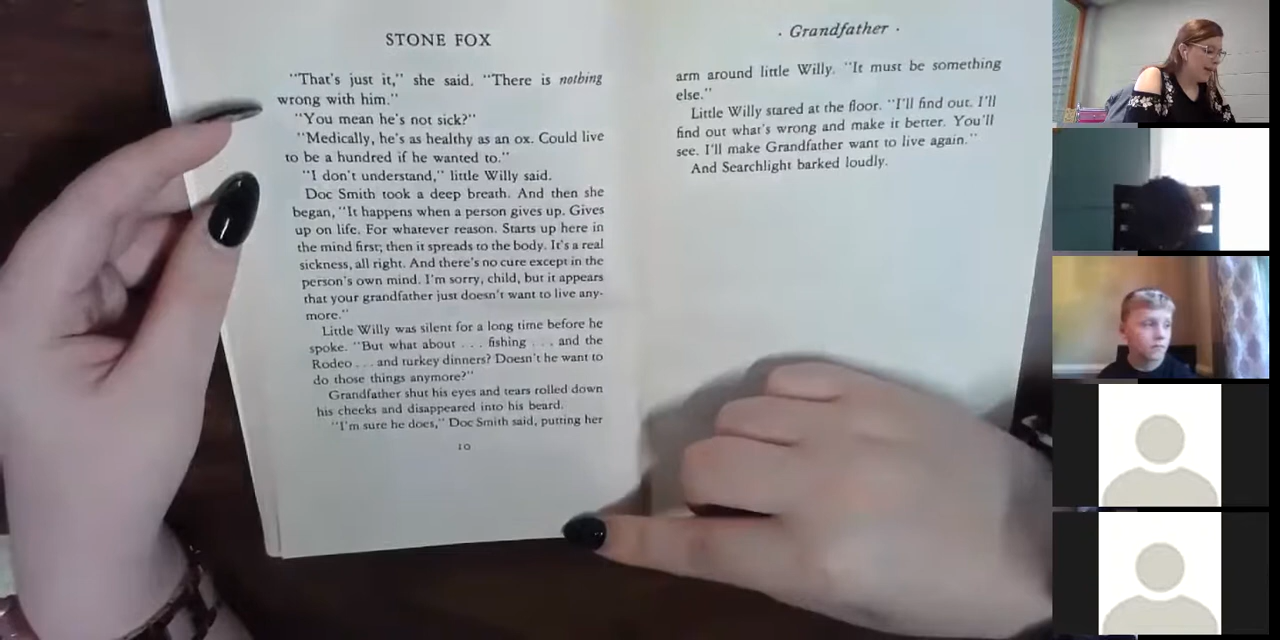 STONE FOX
"That's just it," she said. "There is nothing
wrong with him."
"You mean he's not sick?"
"Medically, he's as healthy as an ox. Could live
to be a hundred if he wanted to."
"I don't understand," little Willy said.
Doc Smith took a deep breath. And then she
began, "It happens when a person gives up. Gives
up on life. For whatever reason. Starts up here in
the mind first; then it spreads to the body. It's a real
sickness, all right. And there's no cure except in the
person's own mind. I'm sorry, child, but it appears
that your grandfather just doesn't want to live any-
more."
Little Willy was silent for a long time before he
spoke. "But what about . . . fishing . . . and the
Rodeo . . . and turkey dinners? Doesn't he want to
do those things anymore?"
Grandfather shut his eyes and tears rolled down
his cheeks and disappeared into his beard.
"I'm sure he does," Doc Smith said, putting her
10
· Grandfather ·
arm around little Willy. "It must be something
else."
Little Willy stared at the floor. "I'll find out. I'll
find out what's wrong and make it better. You'll
see. I'll make Grandfather want to live again."
And Searchlight barked loudly.